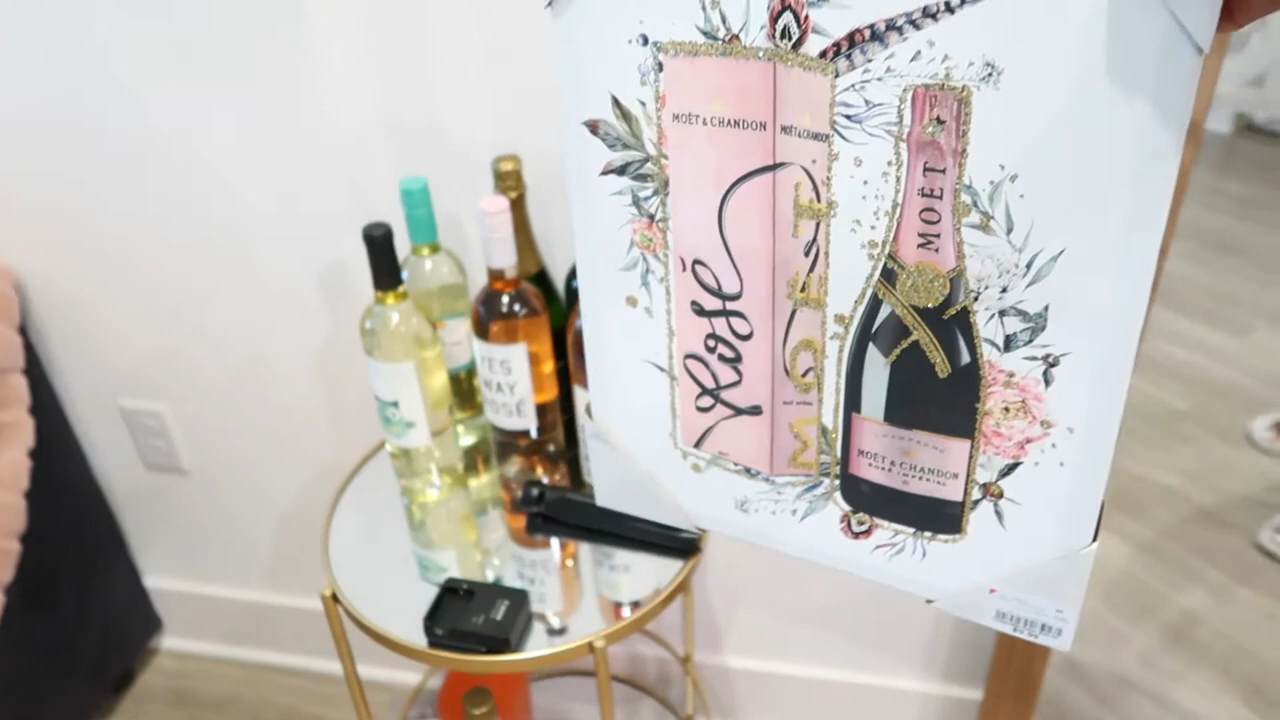 MOËT & CHANDON
MOËT & CHANDON
Rosé
MOËT
MOËT
CHAMPAGNE
MOËT & CHANDON
ROSÉ IMPÉRIAL
YES
WAY
ROSÉ